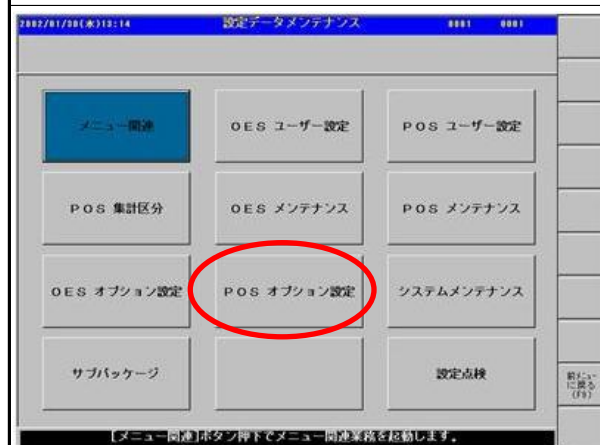 2002/01/30(水)13:14 設定データメンテナンス 0001 0001
メニュー関連 OES ユーザー設定 POS ユーザー設定
POS 集計区分 OES メンテナンス POS メンテナンス
OES オプション設定 POS オプション設定 システムメンテナンス
サブパッケージ 設定点検
前メニュー
に戻る
(F9)
[メニュー関連]ボタン押下でメニュー関連業務を起動します。